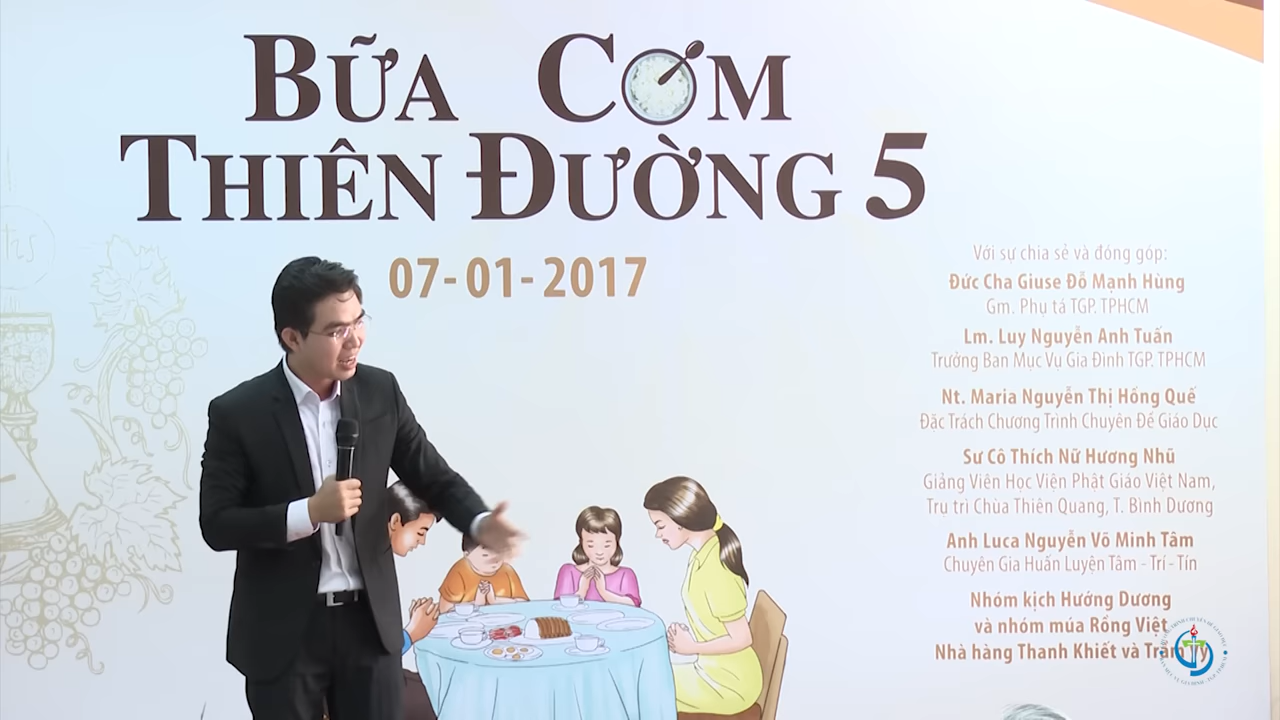 BỮA CƠM
THIÊN ĐƯỜNG 5
07-01-2017
Với sự chia sẻ và đóng góp:
Đức Cha Giuse Đỗ Mạnh Hùng
Gm. Phụ tá TGP. TPHCM
Lm. Luy Nguyễn Anh Tuấn
Trưởng Ban Mục Vụ Gia Đình TGP. TPHCM
Nt. Maria Nguyễn Thị Hồng Quế
Đặc Trách Chương Trình Chuyên Đề Giáo Dục
Sư Cô Thích Nữ Hương Nhũ
Giảng Viên Học Viện Phật Giáo Việt Nam,
Trụ trì Chùa Thiên Quang, T. Bình Dương
Anh Luca Nguyễn Võ Minh Tâm
Chuyên Gia Huấn Luyện Tâm - Trí - Tín
Nhóm kịch Hướng Dương
và nhóm múa Rồng Việt
Nhà hàng Thanh Khiết và